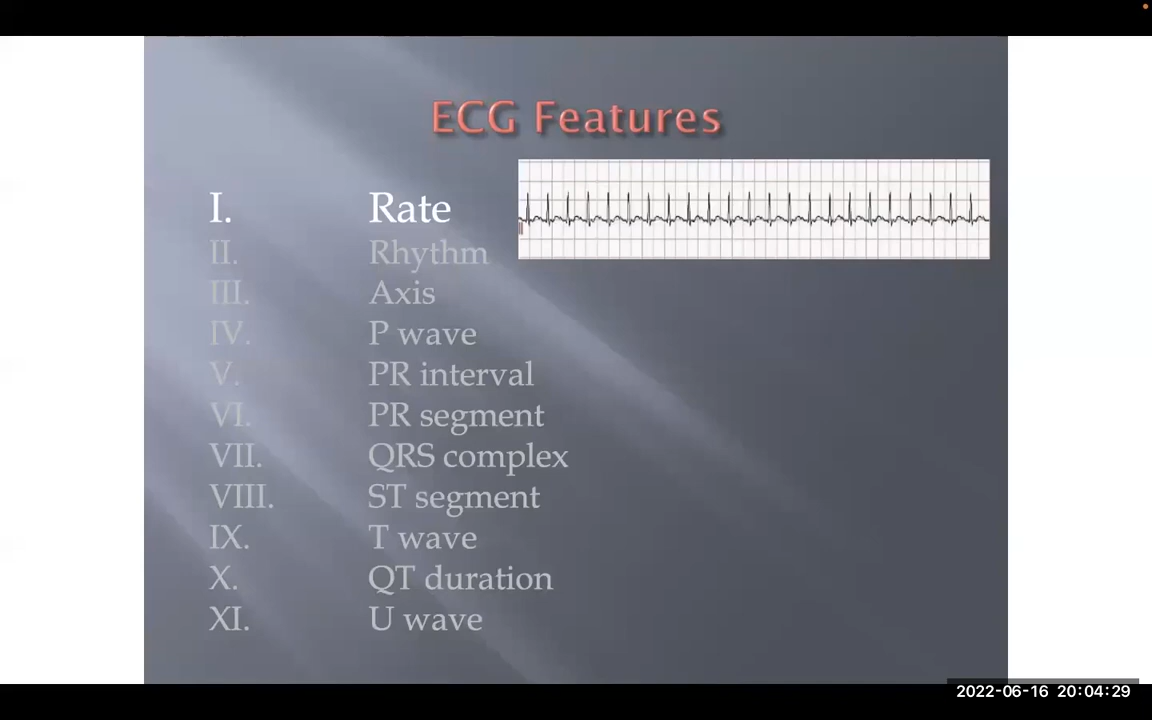 ECG Features
I. Rate
II. Rhythm
III. Axis
IV. P wave
V. PR interval
VI. PR segment
VII. QRS complex
VIII. ST segment
IX. T wave
X. QT duration
XI. U wave
II
2022-06-16 20:04:29